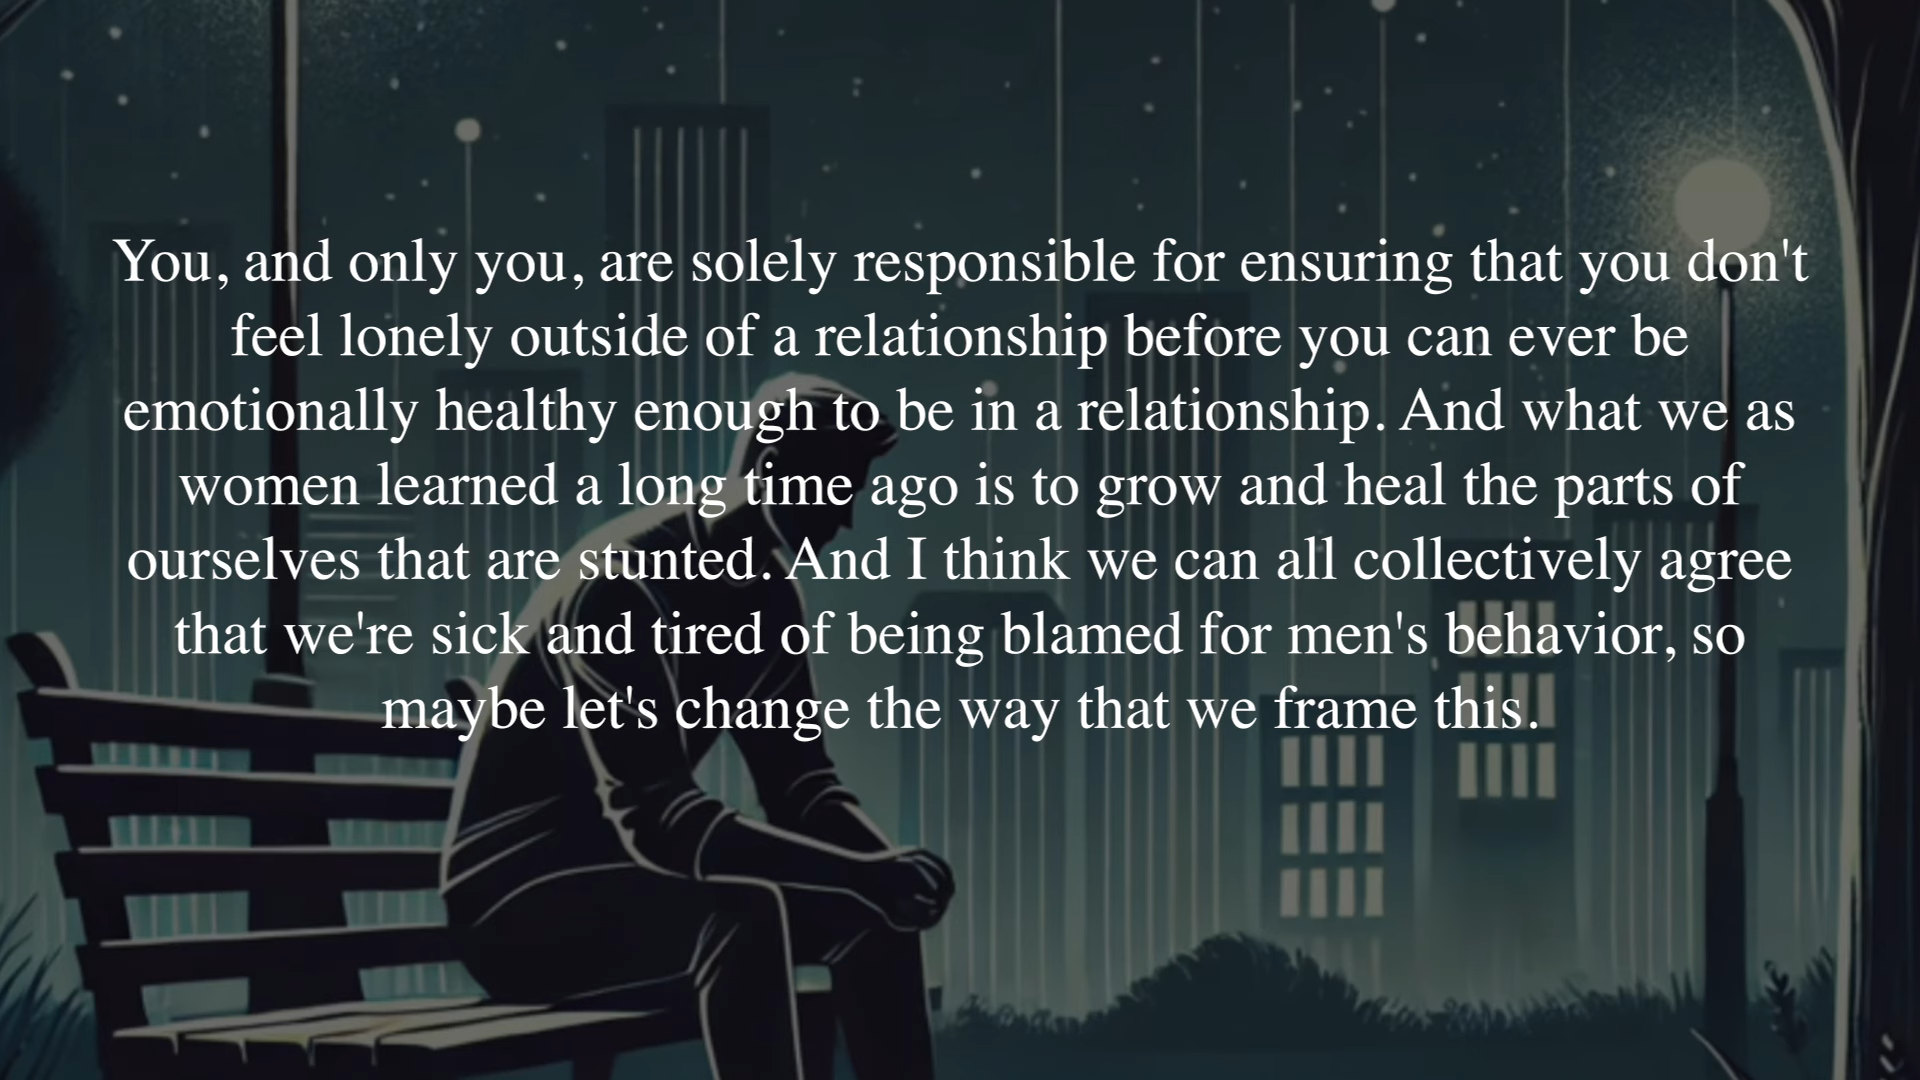 You, and only you, are solely responsible for ensuring that you don't
feel lonely outside of a relationship before you can ever be
emotionally healthy enough to be in a relationship. And what we as
women learned a long time ago is to grow and heal the parts of
ourselves that are stunted. And I think we can all collectively agree
that we're sick and tired of being blamed for men's behavior, so
maybe let's change the way that we frame this.